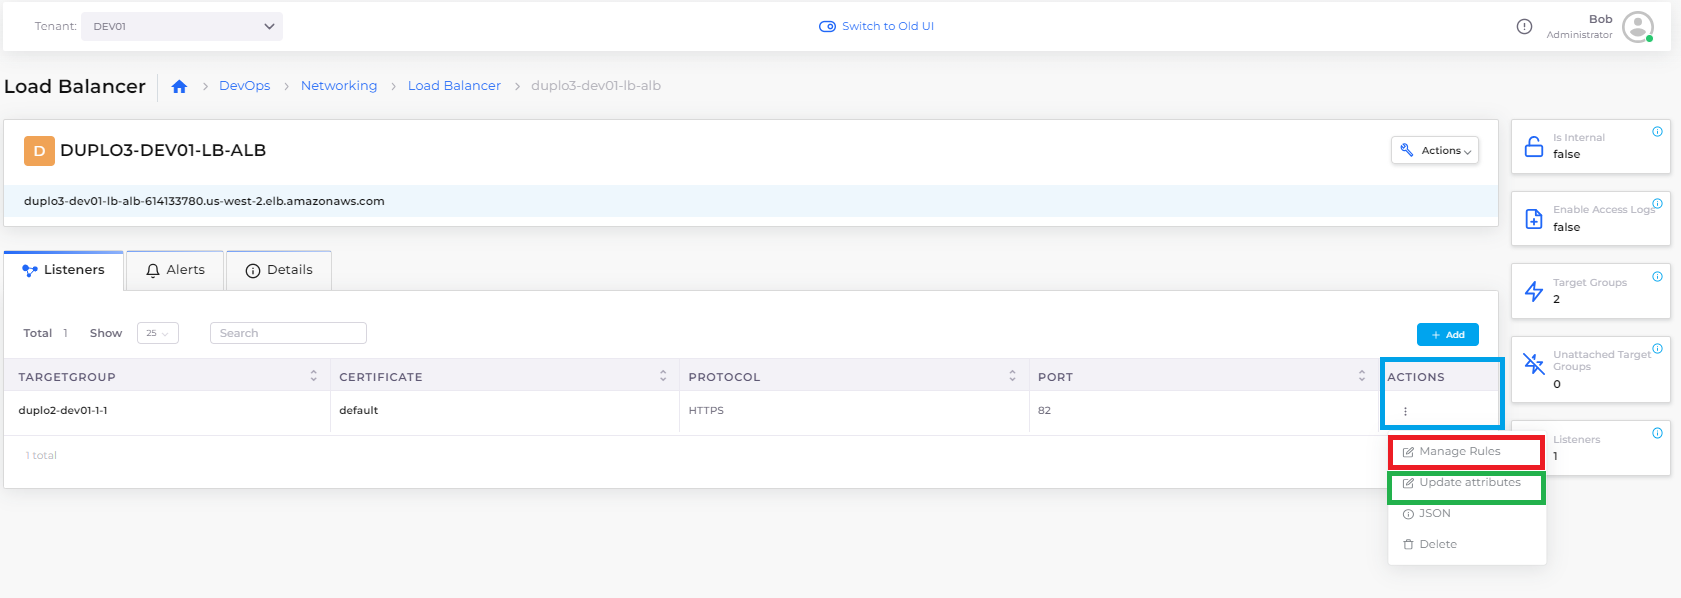 Tenant: DEV01
Switch to Old UI
Bob
Administrator
Load Balancer
DevOps > Networking > Load Balancer > duplo3-dev01-lb-alb
D DUPLO3-DEV01-LB-ALB
Actions
duplo3-dev01-lb-alb-614133780.us-west-2.elb.amazonaws.com
Is Internal
false
Enable Access Logs
false
Target Groups
2
Unattached Target
Groups
0
Listeners
1
Listeners Alerts Details
Total 1 Show 25 Search
+ Add
TARGETGROUP CERTIFICATE PROTOCOL PORT ACTIONS
duplo2-dev01-1-1 default HTTPS 82
1 total
Manage Rules
Update attributes
JSON
Delete